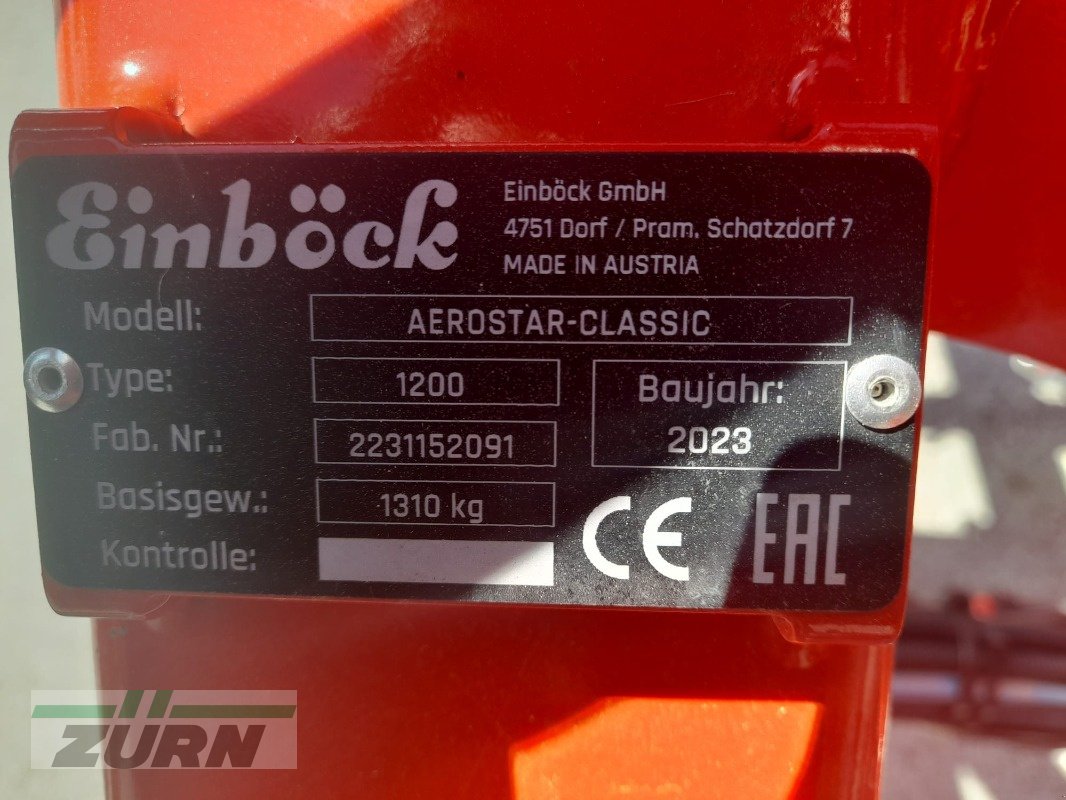 Einböck
Einböck GmbH
4751 Dorf / Pram, Schatzdorf 7
MADE IN AUSTRIA
Modell: AEROSTAR-CLASSIC
Type: 1200
Baujahr: 2023
Fab. Nr.: 2231152091
Basisgew.: 1310 kg
Kontrolle:
CE EAC
ZÜRN